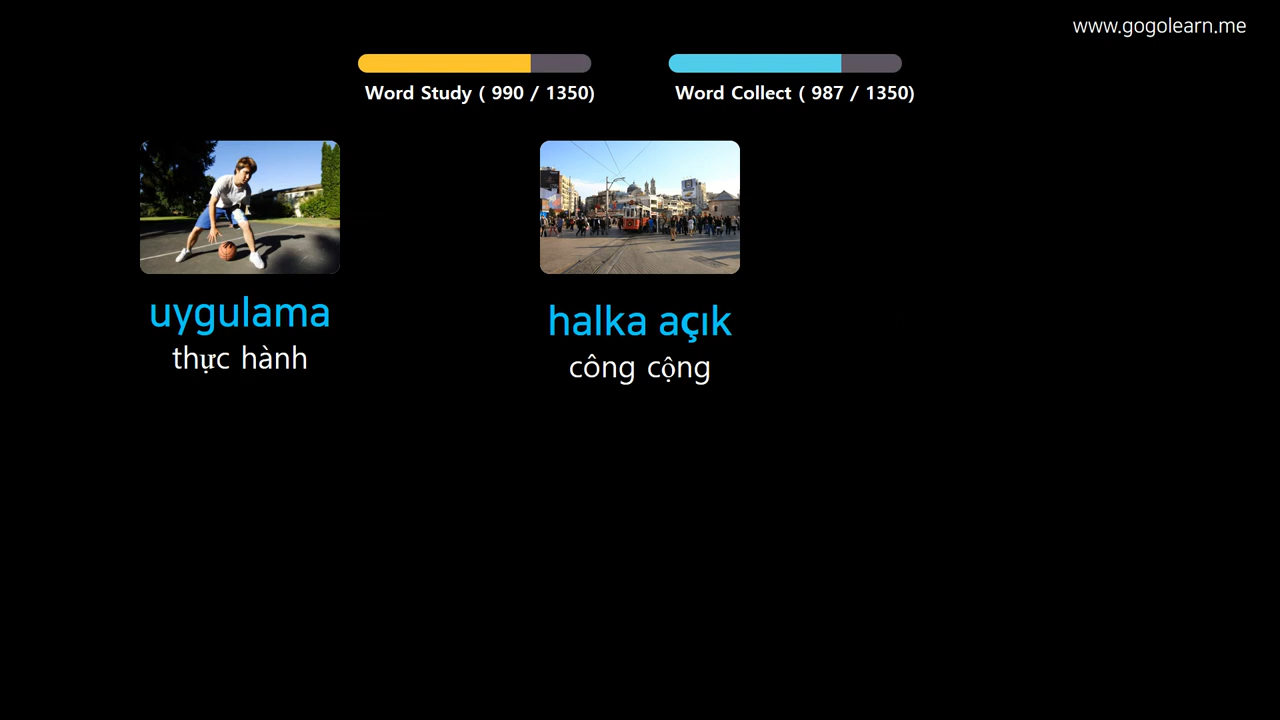 www.gogolearn.me
Word Study ( 990 / 1350)
Word Collect ( 987 / 1350)
uygulama
thực hành
halka açık
công cộng